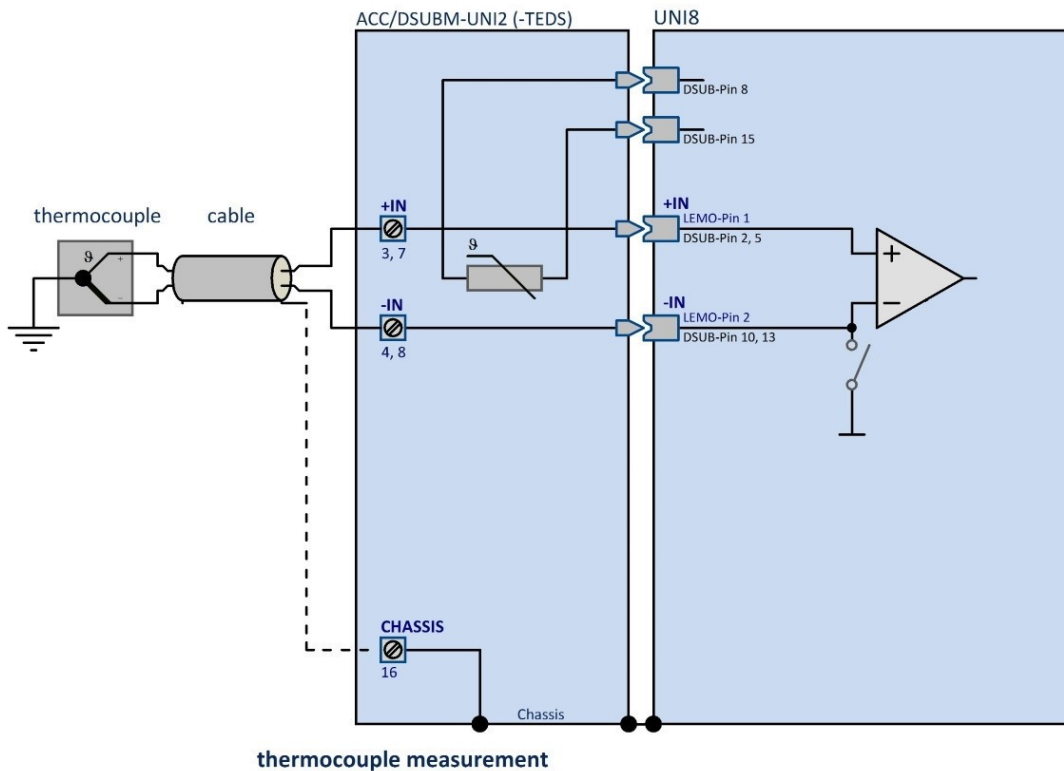 ACC/DSUBM-UNI2 (-TEDS)
UNI8
DSUB-Pin 8
DSUB-Pin 15
thermocouple
cable
ϑ
+
−
+IN
3, 7
ϑ
+IN
LEMO-Pin 1
DSUB-Pin 2, 5
+
−
-IN
4, 8
-IN
LEMO-Pin 2
DSUB-Pin 10, 13
CHASSIS
16
Chassis
thermocouple measurement